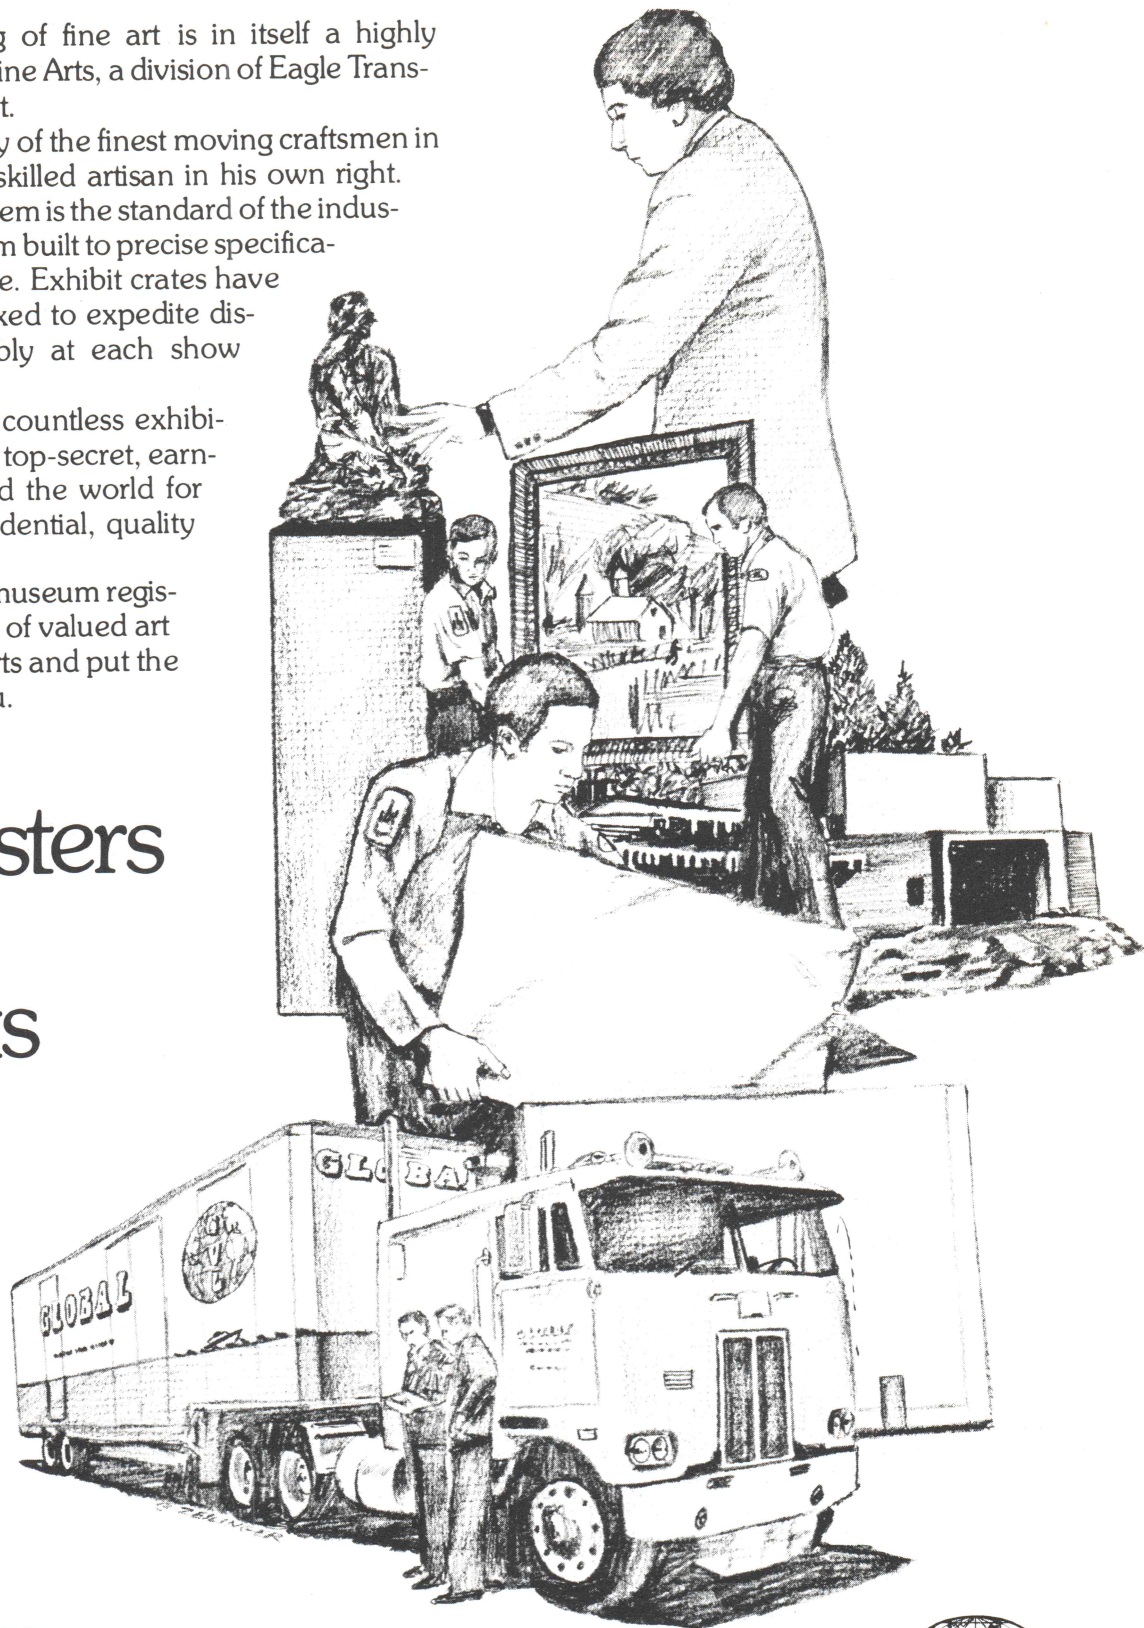 of fine art is in itself a highly
ine Arts, a division of Eagle Trans-
t.
y of the finest moving craftsmen in
skilled artisan in his own right.
em is the standard of the indus-
m built to precise specifica-
e. Exhibit crates have
xed to expedite dis-
bly at each show
countless exhibi-
top-secret, earn-
d the world for
dential, quality
museum regis-
of valued art
rts and put the
u.
sters
ts
GLOBAL
GLOBAL